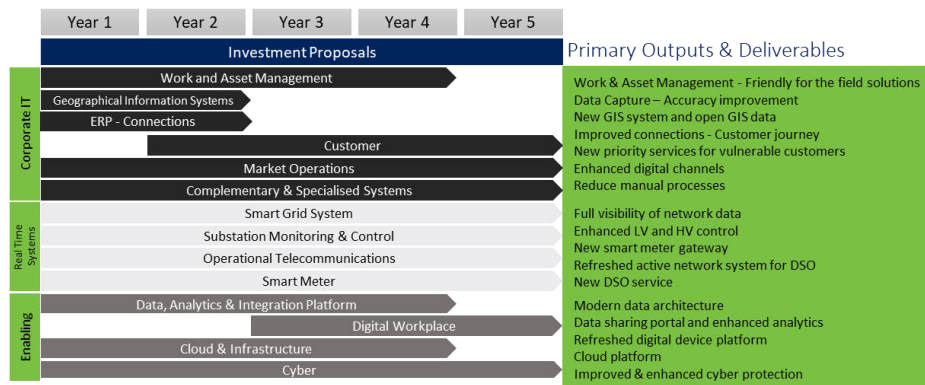 Year 1 Year 2 Year 3 Year 4 Year 5
Investment Proposals
Primary Outputs & Deliverables
Corporate IT
Work and Asset Management
Geographical Information Systems
ERP - Connections
Customer
Market Operations
Complementary & Specialised Systems
Work & Asset Management - Friendly for the field solutions
Data Capture – Accuracy improvement
New GIS system and open GIS data
Improved connections - Customer journey
New priority services for vulnerable customers
Enhanced digital channels
Reduce manual processes
Real Time
Systems
Smart Grid System
Substation Monitoring & Control
Operational Telecommunications
Smart Meter
Full visibility of network data
Enhanced LV and HV control
New smart meter gateway
Refreshed active network system for DSO
New DSO service
Enabling
Data, Analytics & Integration Platform
Digital Workplace
Cloud & Infrastructure
Cyber
Modern data architecture
Data sharing portal and enhanced analytics
Refreshed digital device platform
Cloud platform
Improved & enhanced cyber protection